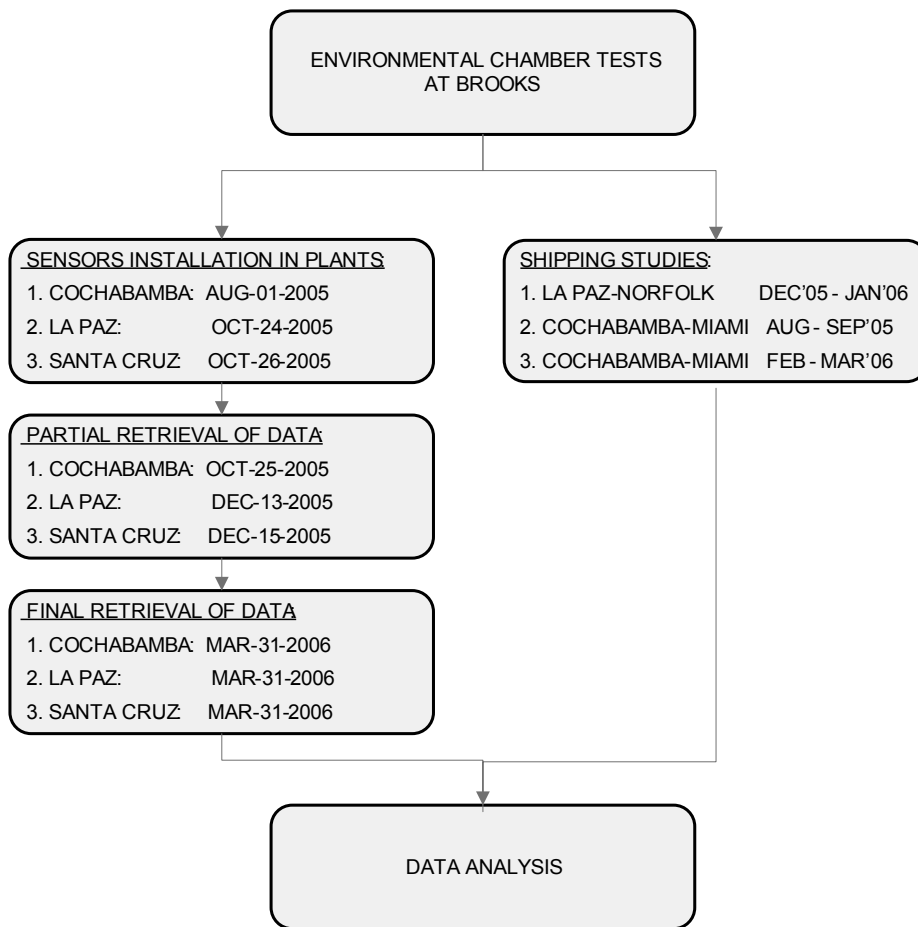 ENVIRONMENTAL CHAMBER TESTS
AT BROOKS
SENSORS INSTALLATION IN PLANTS:
1. COCHABAMBA: AUG-01-2005
2. LA PAZ: OCT-24-2005
3. SANTA CRUZ: OCT-26-2005
SHIPPING STUDIES:
1. LA PAZ-NORFOLK DEC'05 - JAN'06
2. COCHABAMBA-MIAMI AUG - SEP'05
3. COCHABAMBA-MIAMI FEB - MAR'06
PARTIAL RETRIEVAL OF DATA:
1. COCHABAMBA: OCT-25-2005
2. LA PAZ: DEC-13-2005
3. SANTA CRUZ: DEC-15-2005
FINAL RETRIEVAL OF DATA:
1. COCHABAMBA: MAR-31-2006
2. LA PAZ: MAR-31-2006
3. SANTA CRUZ: MAR-31-2006
DATA ANALYSIS